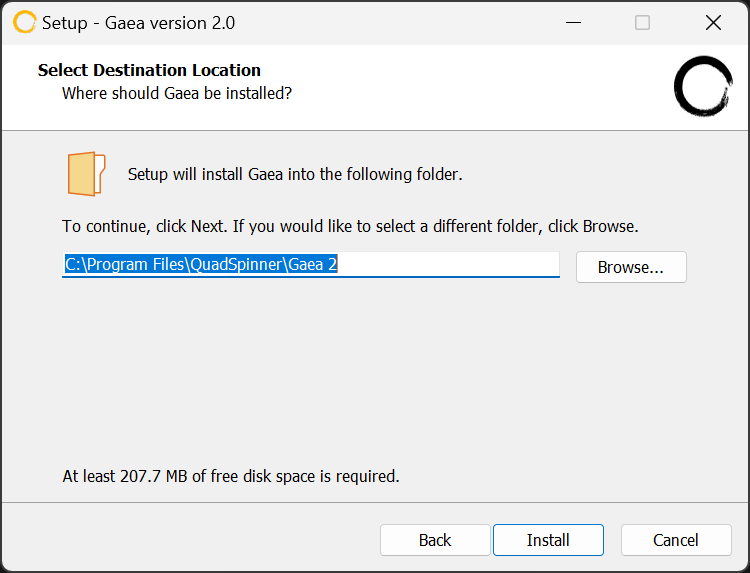 Setup - Gaea version 2.0
Select Destination Location
Where should Gaea be installed?
Setup will install Gaea into the following folder.
To continue, click Next. If you would like to select a different folder, click Browse.
C:\Program Files\QuadSpinner\Gaea 2
Browse...
At least 207.7 MB of free disk space is required.
Back
Install
Cancel